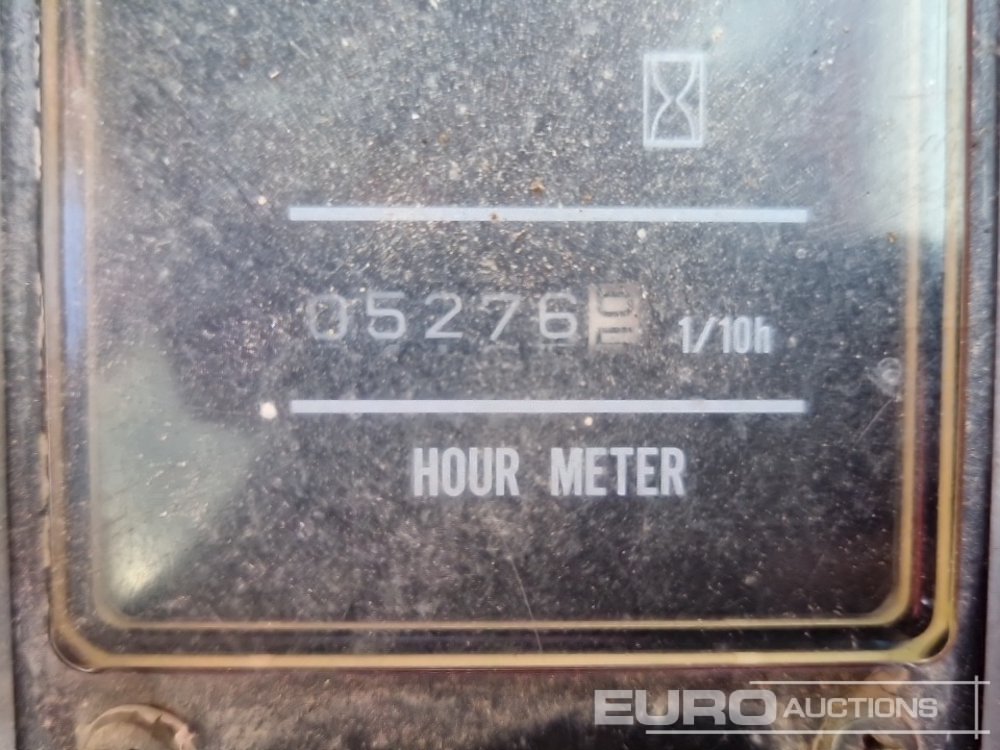 05276 1/10h
HOUR METER
EURO AUCTIONS